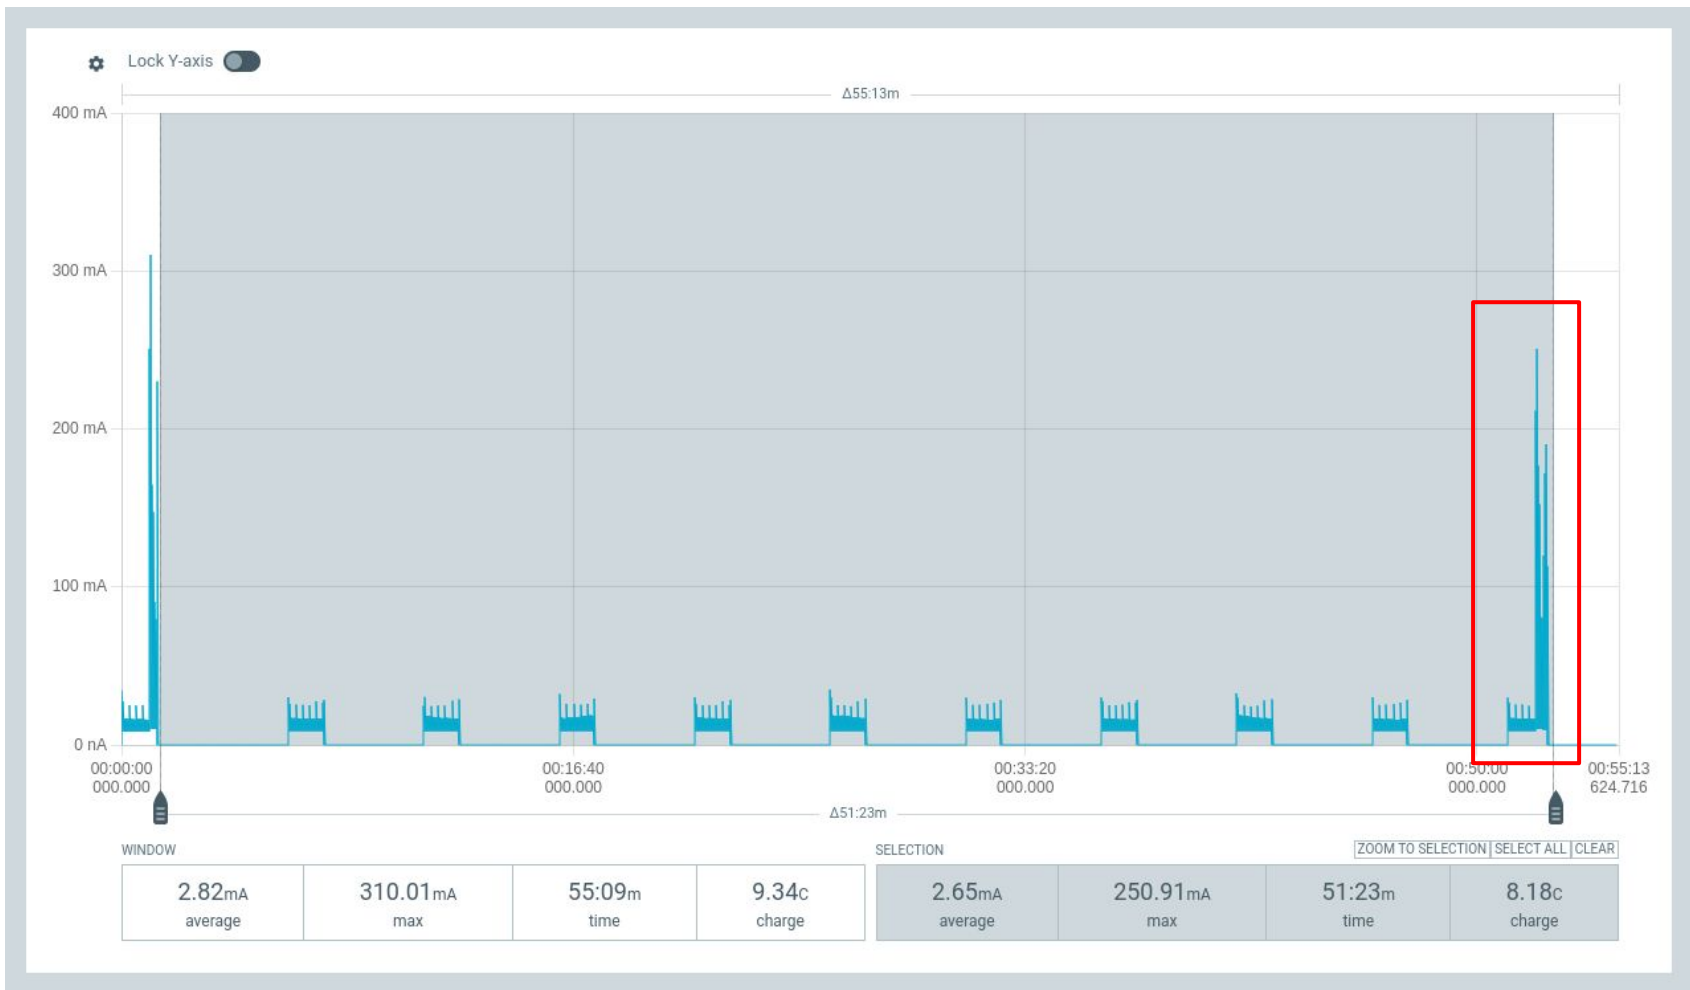 Lock Y-axis
Δ55:13m
400 mA
300 mA
200 mA
100 mA
0 nA
00:00:00 00:16:40 00:33:20 00:50:00 00:55:13
000.000 000.000 000.000 000.000 624.716
Δ51:23m
WINDOW SELECTION ZOOM TO SELECTION SELECT ALL CLEAR
2.82mA 310.01mA 55:09m 9.34C 2.65mA 250.91mA 51:23m 8.18C
average max time charge average max time charge